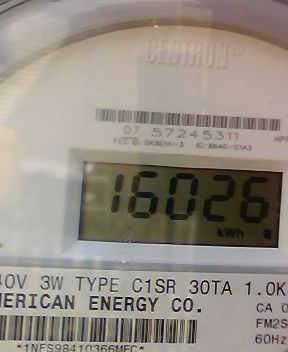 CENTRON
07 57245311
16026
kWh
40V 3W TYPE C1SR 30TA 1.0K
MERICAN ENERGY CO.
CA 0
FM2S
60Hz
*1NFS98410366MEC*